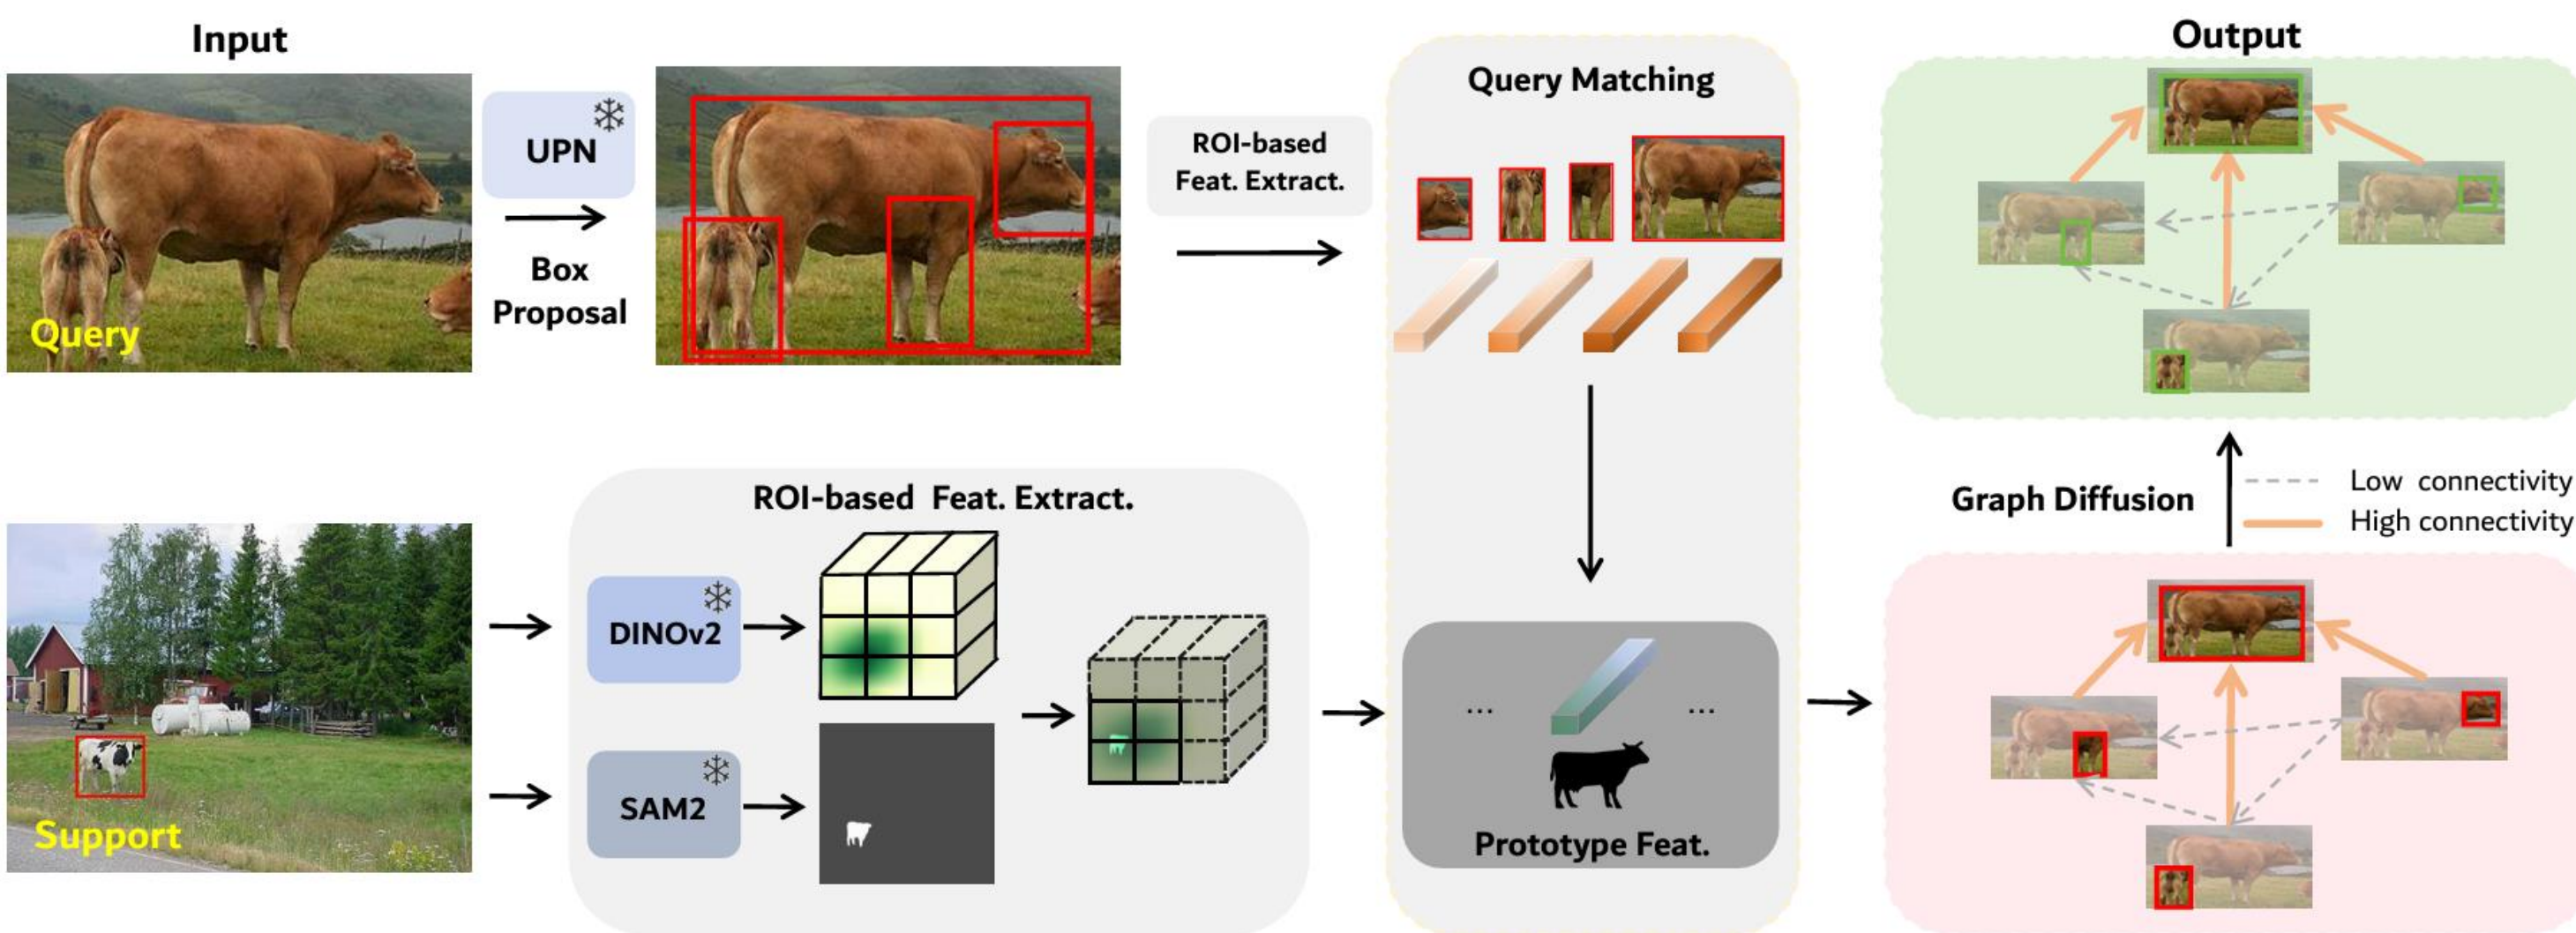 Input
Query
UPN
Box
Proposal
ROI-based
Feat. Extract.
Query Matching
Output
Support
ROI-based Feat. Extract.
DINOv2
SAM2
...
...
Prototype Feat.
Graph Diffusion
Low connectivity
High connectivity